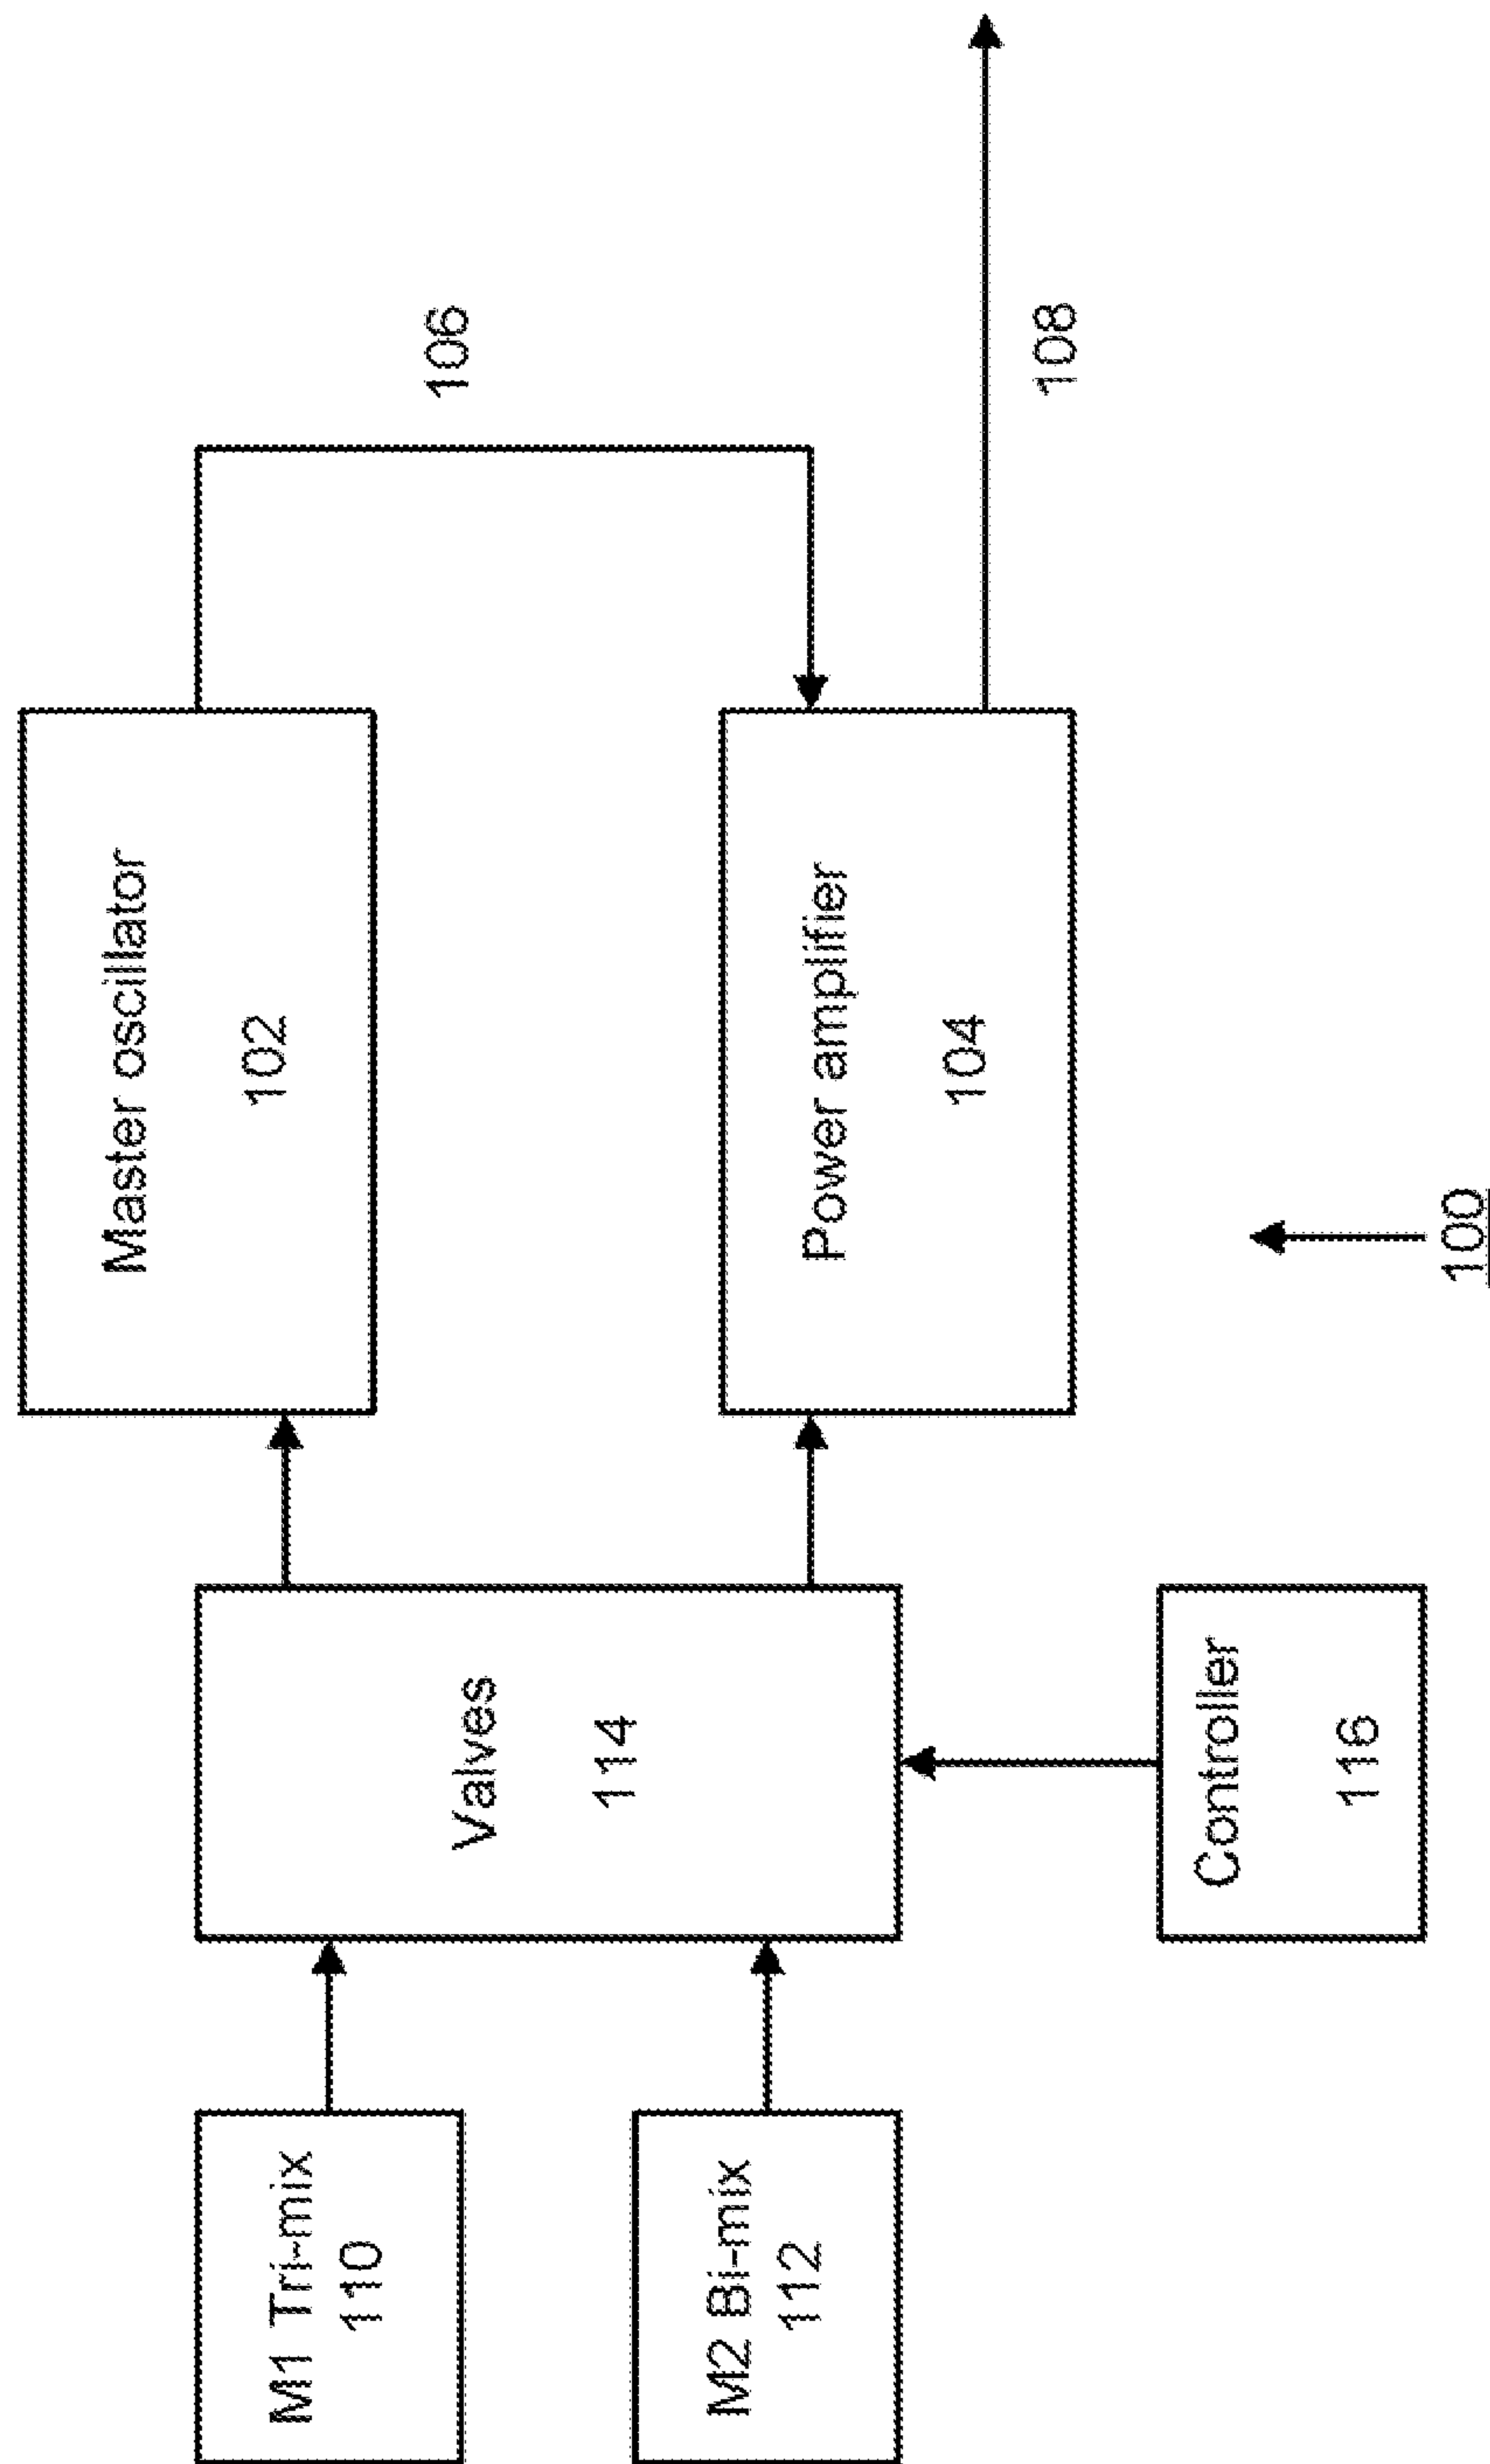 M1 Tri-mix
110
M2 Bi-mix
112
Valves
114
Controller
116
Master oscillator
102
Power amplifier
104
106
108
100